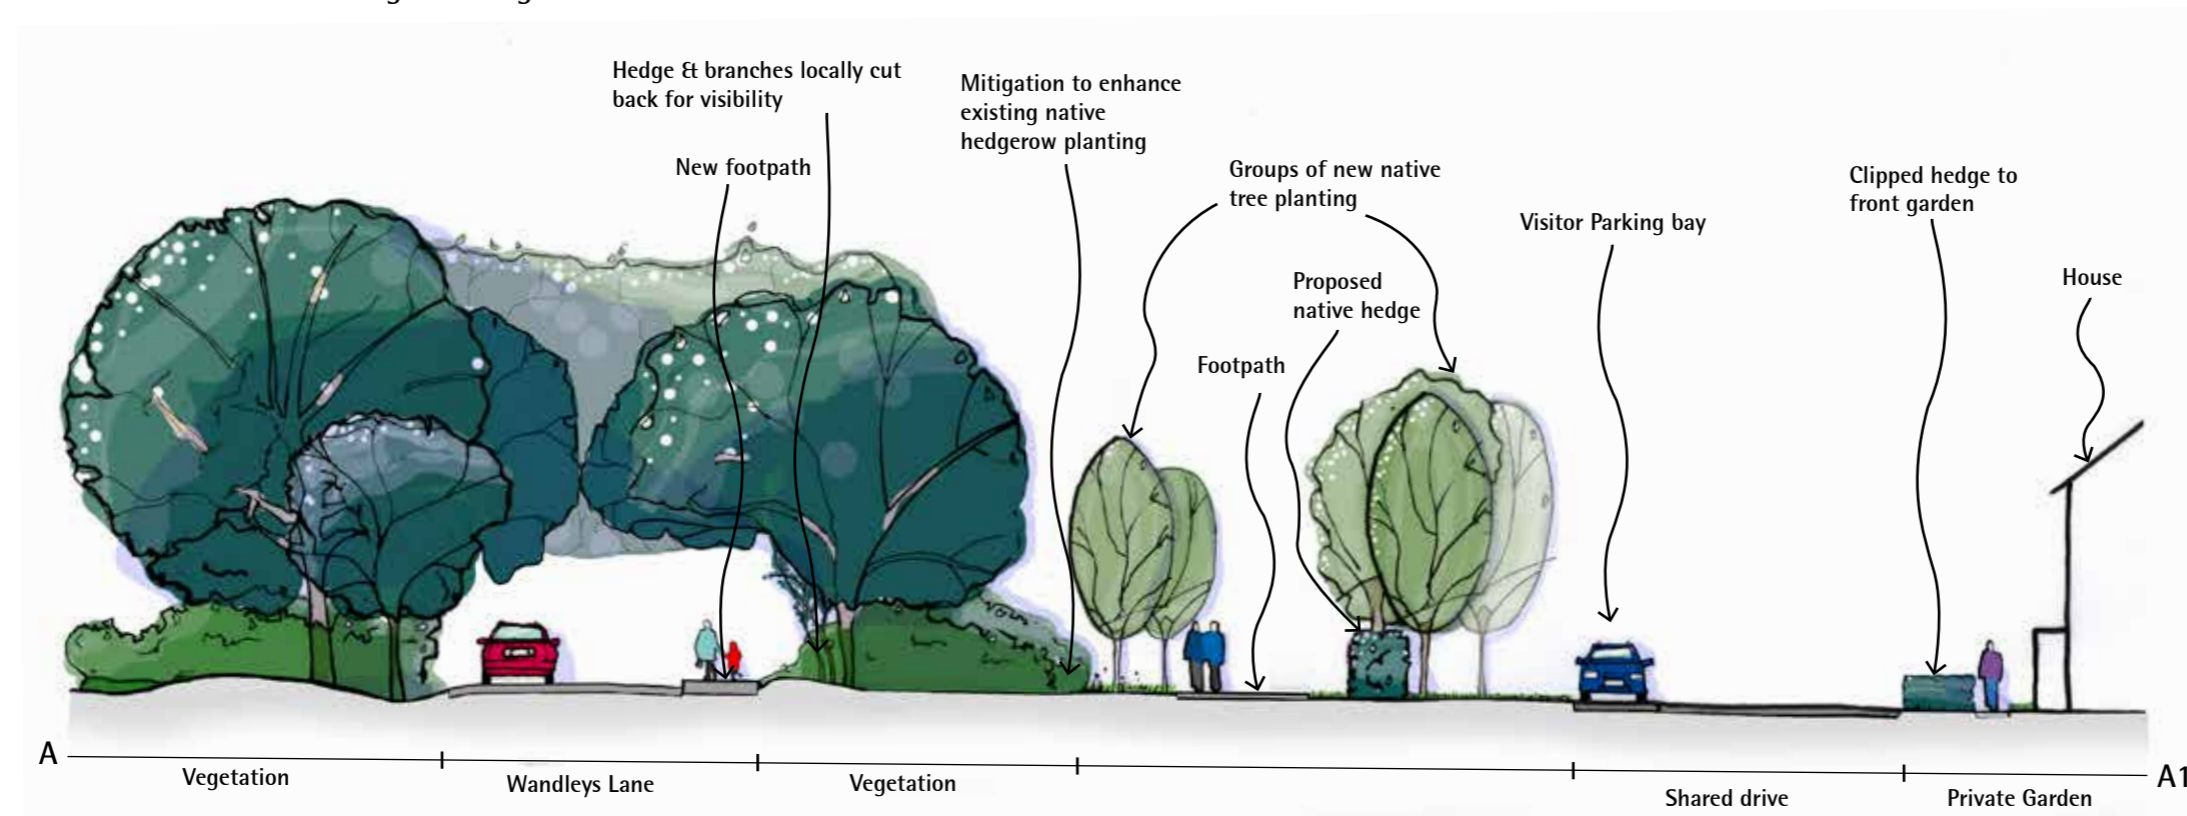 Hedge & branches locally cut
back for visibility
Mitigation to enhance
existing native
hedgerow planting
New footpath
Groups of new native
tree planting
Clipped hedge to
front garden
Visitor Parking bay
House
Proposed
native hedge
Footpath
A
A1
Vegetation
Wandleys Lane
Vegetation
Shared drive
Private Garden